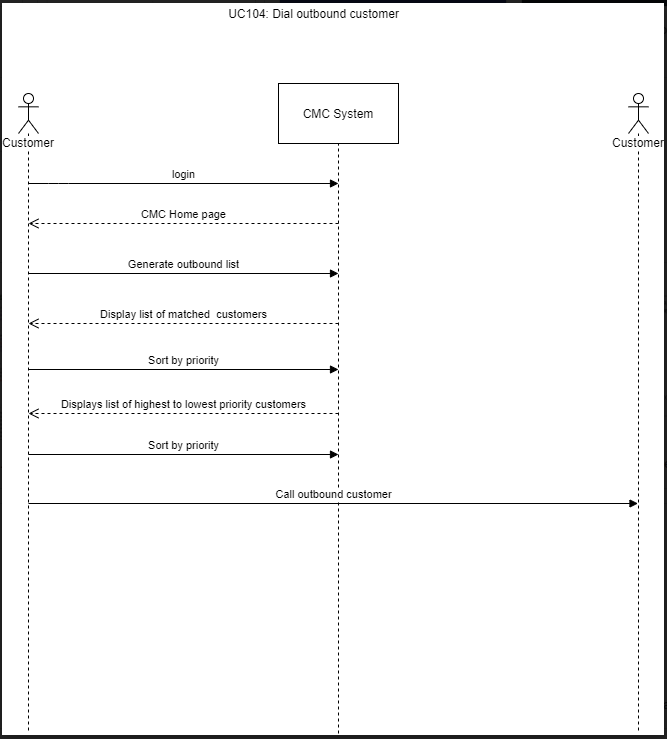 UC104: Dial outbound customer
CMC System
Customer
Customer
login
CMC Home page
Generate outbound list
Display list of matched  customers
Sort by priority
Displays list of highest to lowest priority customers
Sort by priority
Call outbound customer